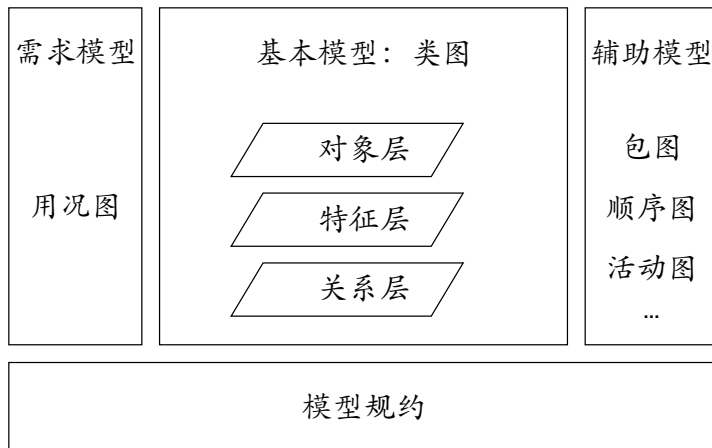 需求模型
用况图
基本模型：类图
对象层
特征层
关系层
辅助模型
包图
顺序图
活动图
...
模型规约